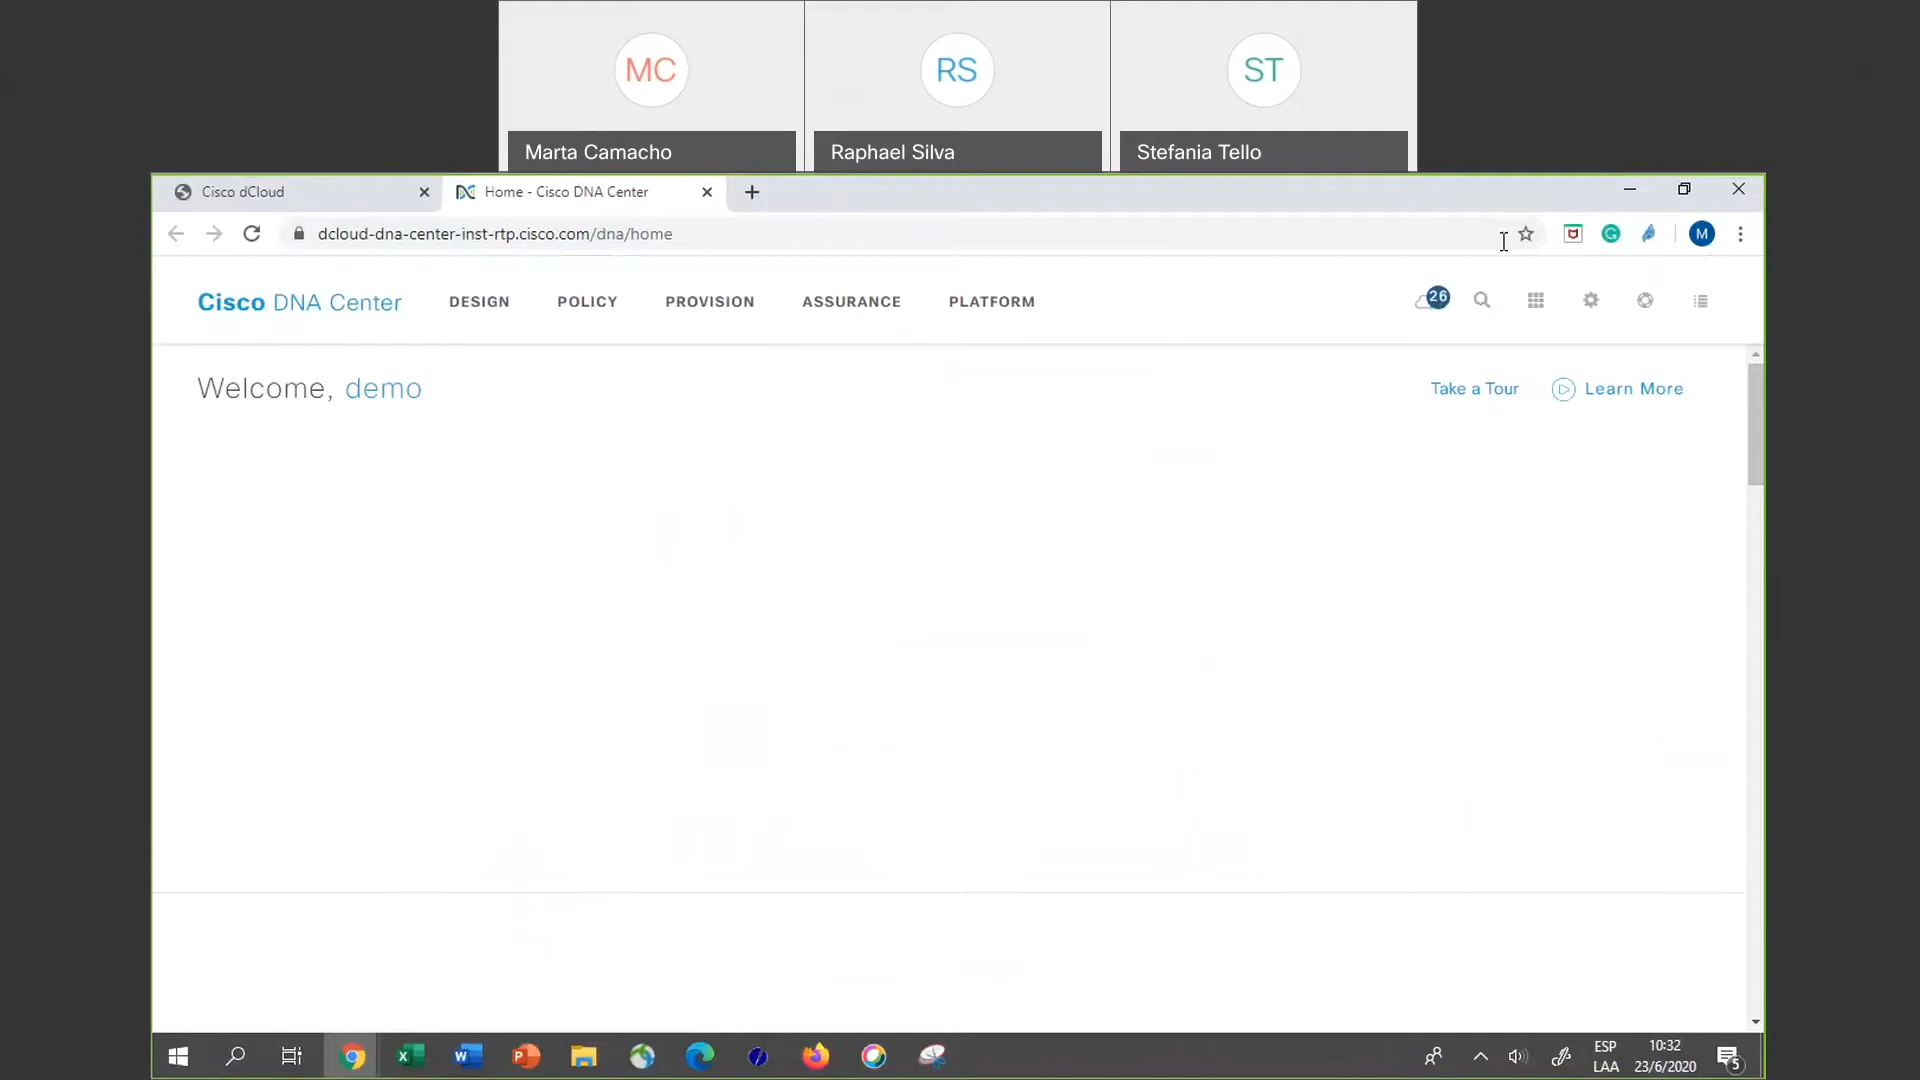 MC
RS
ST
Marta Camacho
Raphael Silva
Stefania Tello
Cisco dCloud
Home - Cisco DNA Center
dcloud-dna-center-inst-rtp.cisco.com/dna/home
M
Cisco DNA Center
DESIGN
POLICY
PROVISION
ASSURANCE
PLATFORM
26
Welcome, demo
Take a Tour
Learn More
ESP
LAA
10:32
23/6/2020
5